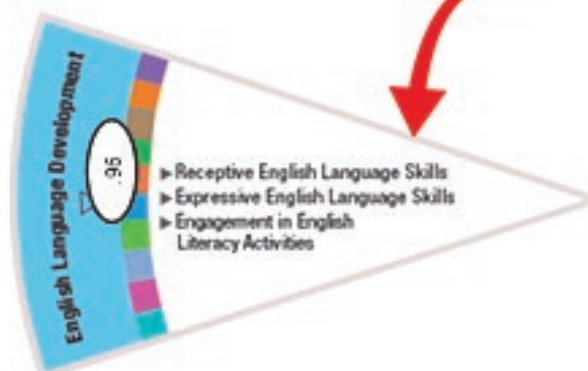 English Language Development
.95
▶Receptive English Language Skills
▶Expressive English Language Skills
▶Engagement in English
Literacy Activities